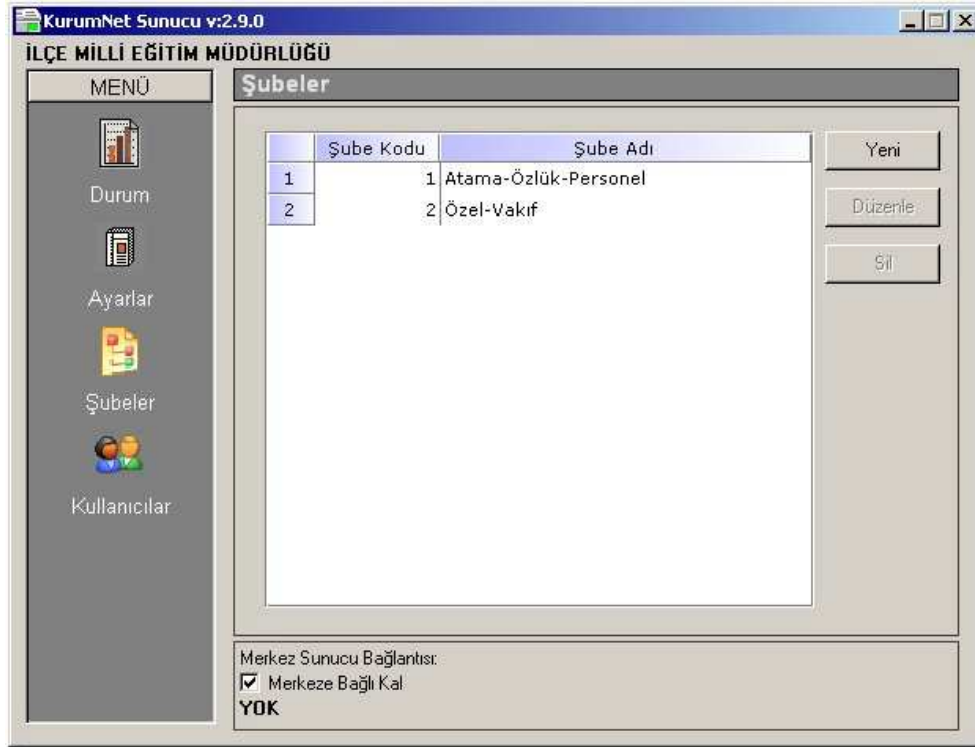 KurumNet Sunucu v:2.9.0
İLÇE MİLLİ EĞİTİM MÜDÜRLÜĞÜ
MENÜ
Durum
Ayarlar
Şubeler
Kullanıcılar
Şubeler
Şube Kodu Şube Adı
1 1 Atama-Özlük-Personel
2 2 Özel-Vakıf
Yeni
Düzenle
Sil
Merkez Sunucu Bağlantısı:
Merkeze Bağlı Kal
YOK